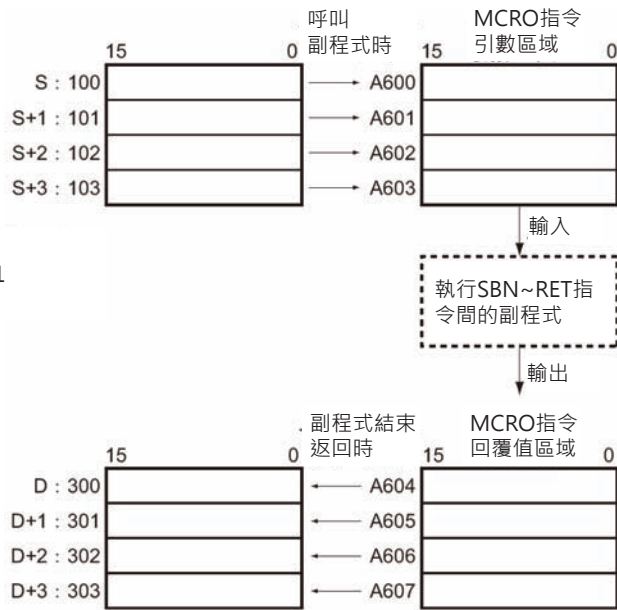 呼叫
副程式時
MCRO指令
引數區域
15 0 15 0
S：100 A600
S+1：101 A601
S+2：102 A602
S+3：103 A603
輸入
執行SBN~RET指
令間的副程式
輸出
副程式結束
返回時
MCRO指令
回覆值區域
15 0 15 0
D：300 A604
D+1：301 A605
D+2：302 A606
D+3：303 A607